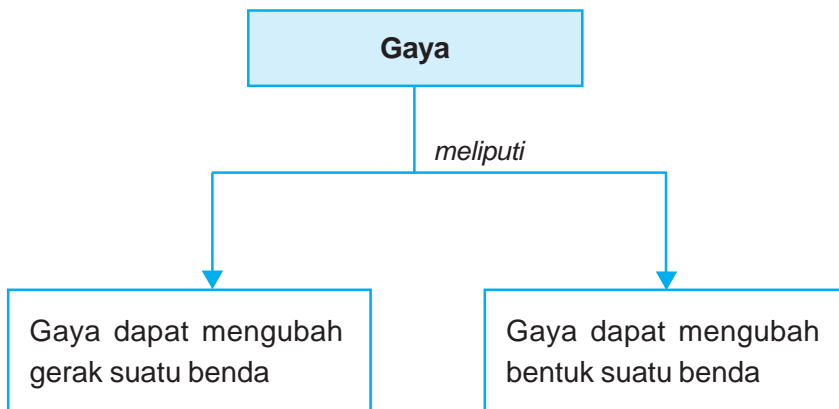 Gaya
meliputi
Gaya dapat mengubah
gerak suatu benda
Gaya dapat mengubah
bentuk suatu benda